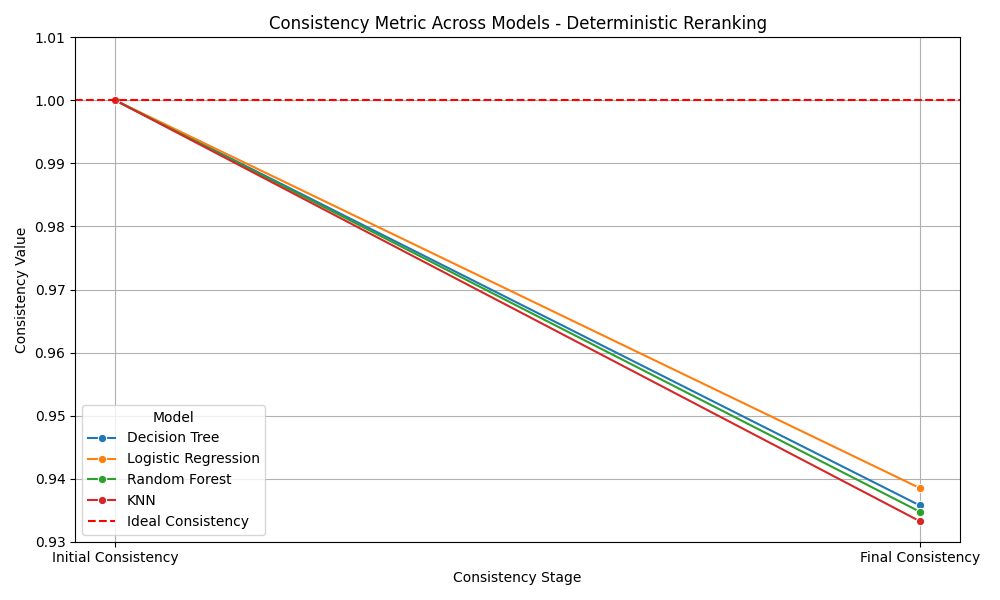 Consistency Metric Across Models - Deterministic Reranking
1.01
1.00
0.99
0.98
0.97
0.96
0.95
0.94
0.93
Consistency Value
Model
Decision Tree
Logistic Regression
Random Forest
KNN
Ideal Consistency
Initial Consistency
Final Consistency
Consistency Stage